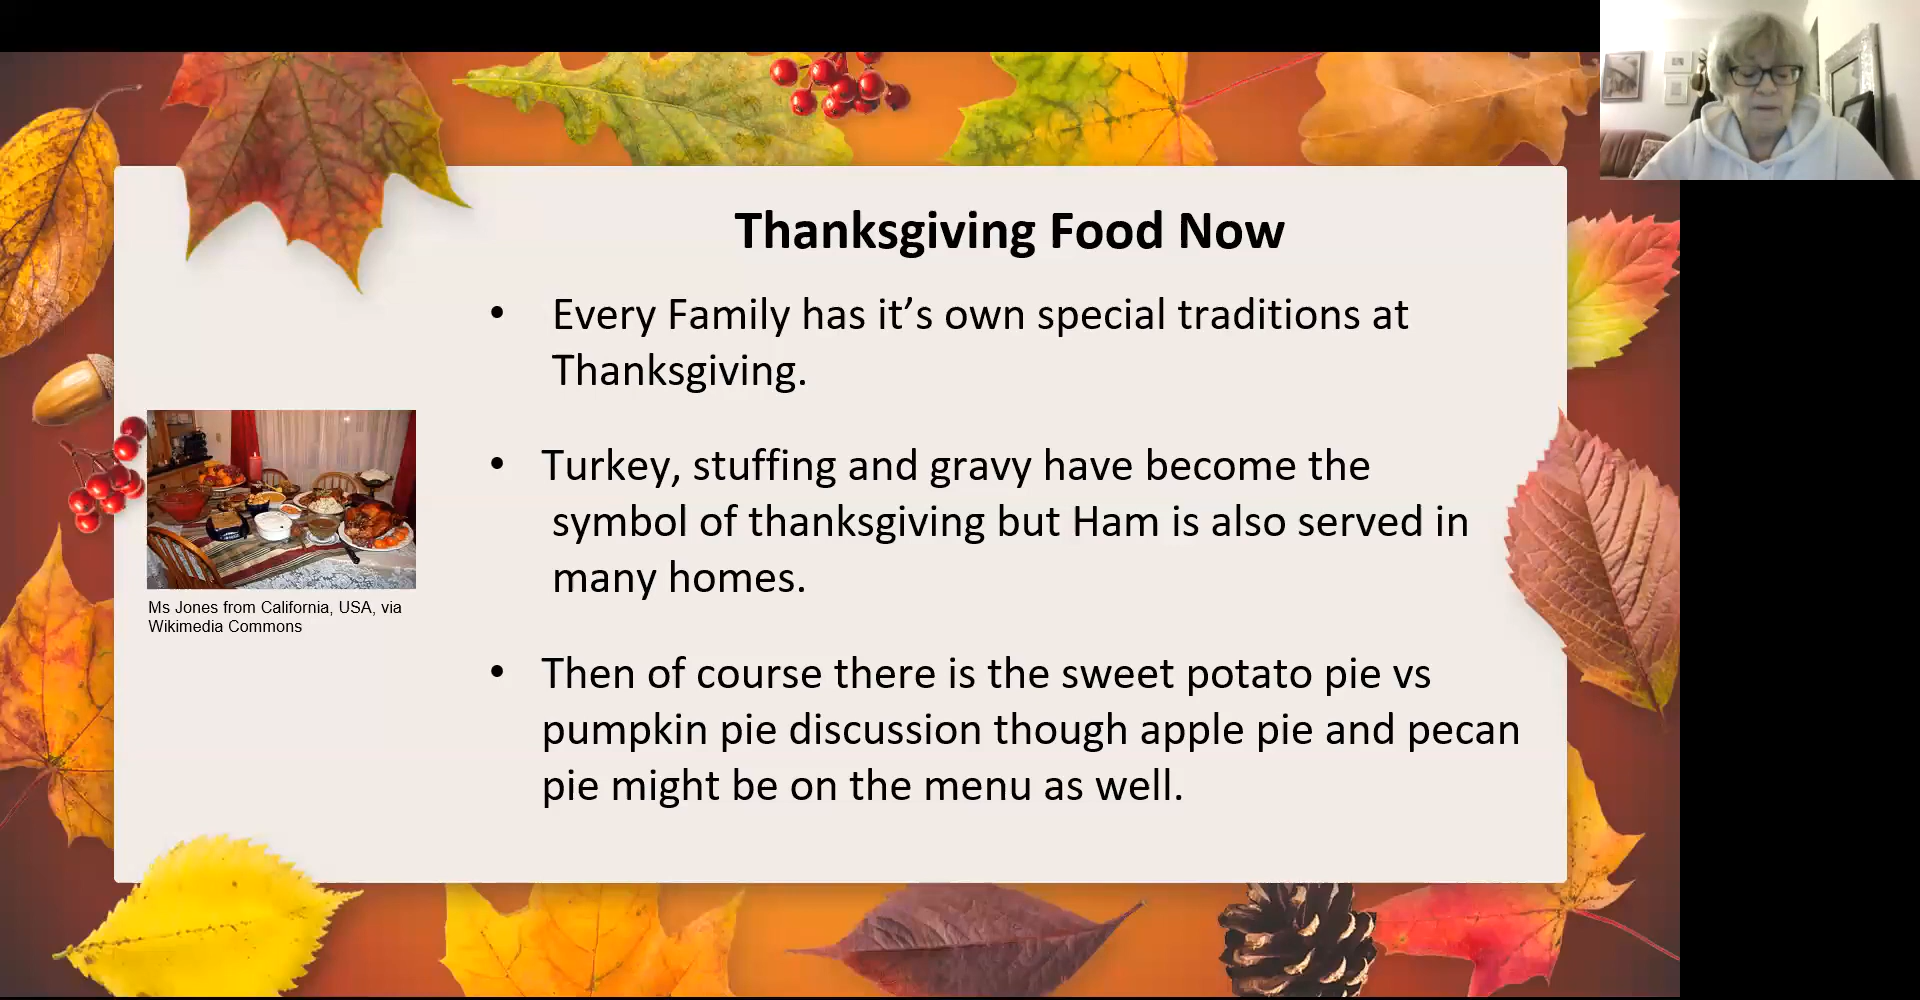 Thanksgiving Food Now
• Every Family has it’s own special traditions at
Thanksgiving.
• Turkey, stuffing and gravy have become the
symbol of thanksgiving but Ham is also served in
many homes.
• Then of course there is the sweet potato pie vs
pumpkin pie discussion though apple pie and pecan
pie might be on the menu as well.
Ms Jones from California, USA, via
Wikimedia Commons